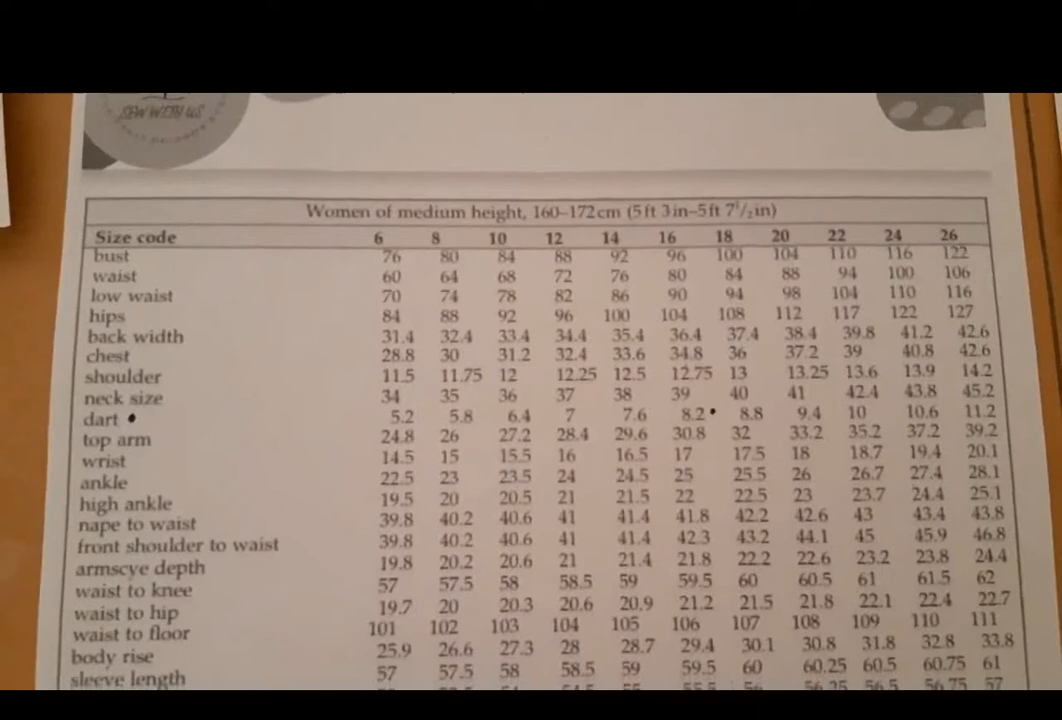 SEW WITH US
Women of medium height, 160–172cm (5ft 3in–5ft 7½in)
Size code 6 8 10 12 14 16 18 20 22 24 26
bust 76 80 84 88 92 96 100 104 110 116 122
waist 60 64 68 72 76 80 84 88 94 100 106
low waist 70 74 78 82 86 90 94 98 104 110 116
hips 84 88 92 96 100 104 108 112 117 122 127
back width 31.4 32.4 33.4 34.4 35.4 36.4 37.4 38.4 39.8 41.2 42.6
chest 28.8 30 31.2 32.4 33.6 34.8 36 37.2 39 40.8 42.6
shoulder 11.5 11.75 12 12.25 12.5 12.75 13 13.25 13.6 13.9 14.2
neck size 34 35 36 37 38 39 40 41 42.4 43.8 45.2
dart 5.2 5.8 6.4 7 7.6 8.2 8.8 9.4 10 10.6 11.2
top arm 24.8 26 27.2 28.4 29.6 30.8 32 33.2 35.2 37.2 39.2
wrist 14.5 15 15.5 16 16.5 17 17.5 18 18.7 19.4 20.1
ankle 22.5 23 23.5 24 24.5 25 25.5 26 26.7 27.4 28.1
high ankle 19.5 20 20.5 21 21.5 22 22.5 23 23.7 24.4 25.1
nape to waist 39.8 40.2 40.6 41 41.4 41.8 42.2 42.6 43 43.4 43.8
front shoulder to waist 39.8 40.2 40.6 41 41.4 42.3 43.2 44.1 45 45.9 46.8
armscye depth 19.8 20.2 20.6 21 21.4 21.8 22.2 22.6 23.2 23.8 24.4
waist to knee 57 57.5 58 58.5 59 59.5 60 60.5 61 61.5 62
waist to hip 19.7 20 20.3 20.6 20.9 21.2 21.5 21.8 22.1 22.4 22.7
waist to floor 101 102 103 104 105 106 107 108 109 110 111
body rise 25.9 26.6 27.3 28 28.7 29.4 30.1 30.8 31.8 32.8 33.8
sleeve length 57 57.5 58 58.5 59 59.5 60 60.25 60.5 60.75 61
56.25 56.5 56.75 57